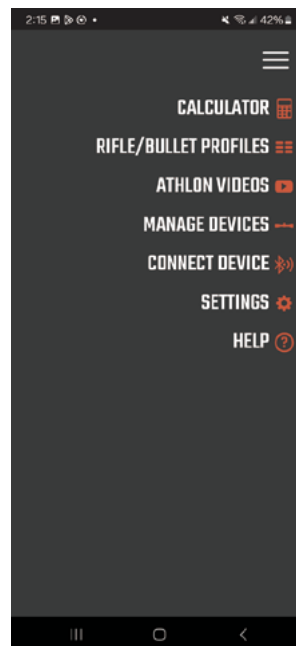 2:15
42%
CALCULATOR
RIFLE/BULLET PROFILES
ATHLON VIDEOS
MANAGE DEVICES
CONNECT DEVICE
SETTINGS
HELP